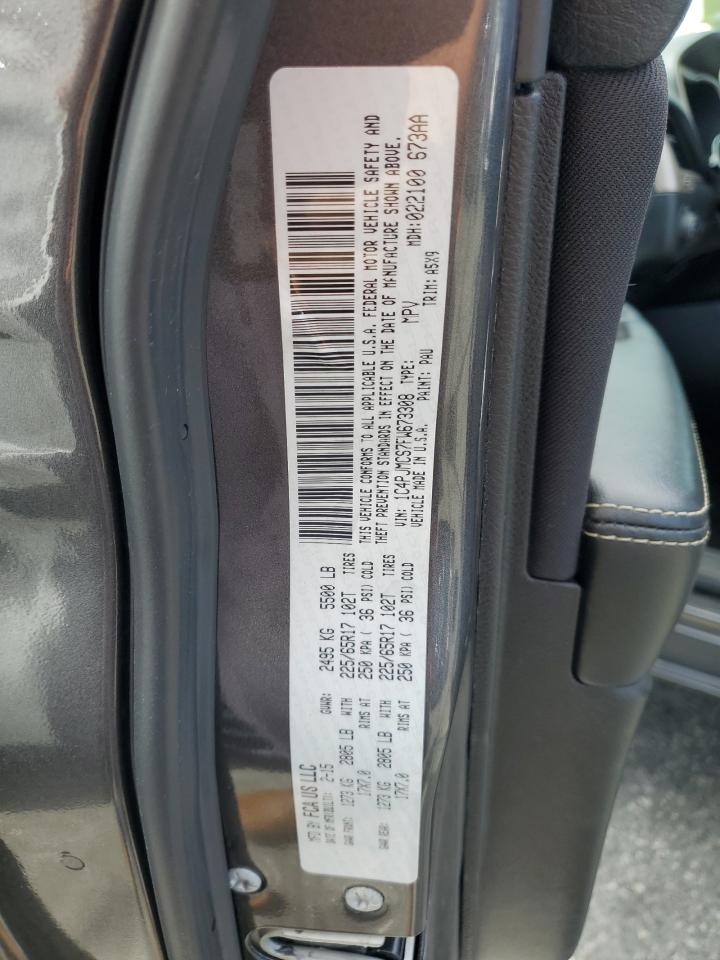 MFD BY FCA US LLC
DATE OF MFR(BUILT): 2-15 GVWR: 2495 KG 5500 LB
GAWR FRONT: 1273 KG 2805 LB WITH 225/65R17 102T TIRES
17X7.0 RIMS AT 250 KPA ( 36 PSI) COLD
GAWR REAR: 1273 KG 2805 LB WITH 225/65R17 102T TIRES
17X7.0 RIMS AT 250 KPA ( 36 PSI) COLD
THIS VEHICLE CONFORMS TO ALL APPLICABLE U.S.A. FEDERAL MOTOR VEHICLE SAFETY AND
THEFT PREVENTION STANDARDS IN EFFECT ON THE DATE OF MANUFACTURE SHOWN ABOVE.
VIN: 1C4PJMCS7FW673308 TYPE: MPV MDH:022100 673AA
VEHICLE MADE IN U.S.A. PAINT: PAU TRIM: A5X9